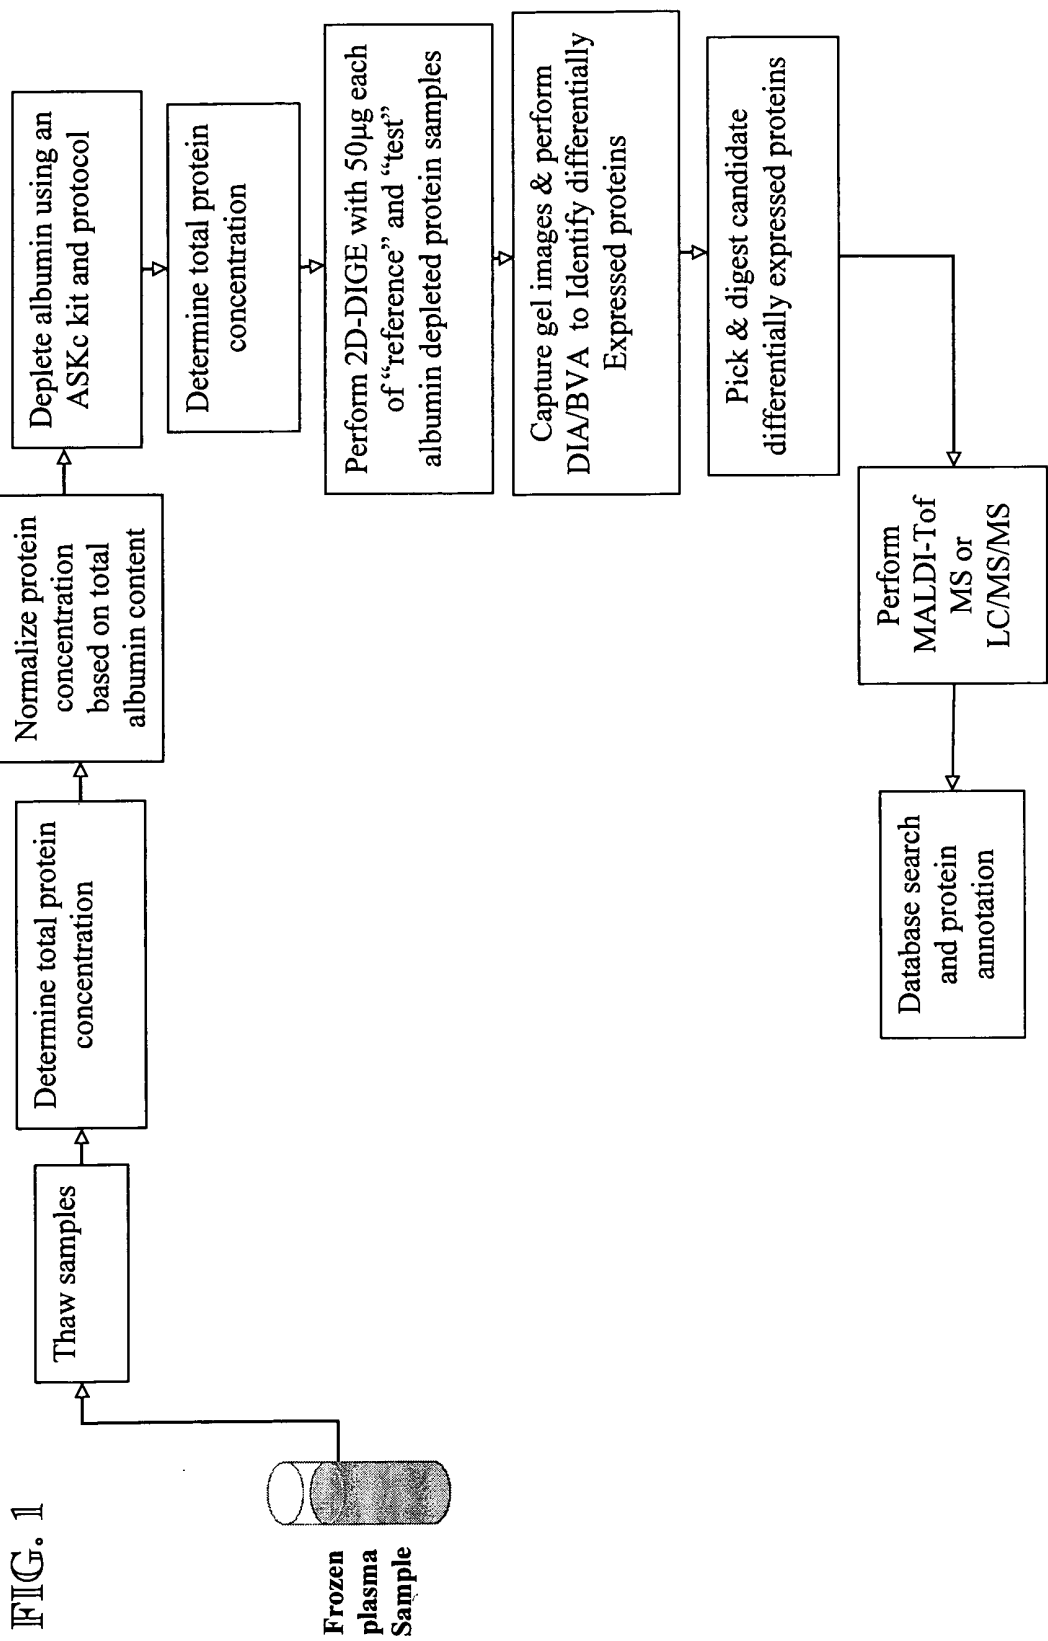 FIG. 1
Frozen
plasma
Sample
Thaw samples
Determine total protein
concentration
Normalize protein
concentration
based on total
albumin content
Deplete albumin using an
ASKc kit and protocol
Determine total protein
concentration
Perform 2D-DIGE with 50µg each
of “reference” and “test”
albumin depleted protein samples
Capture gel images & perform
DIA/BVA to Identify differentially
Expressed proteins
Pick & digest candidate
differentially expressed proteins
Perform
MALDI-Tof
MS or
LC/MS/MS
Database search
and protein
annotation